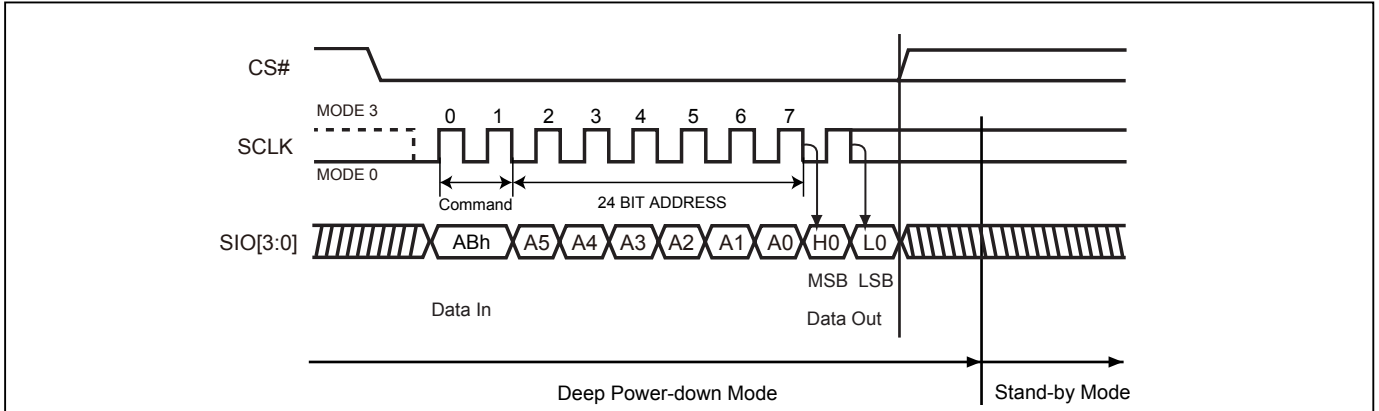 CS#
MODE 3
0 1 2 3 4 5 6 7
SCLK
MODE 0
Command
24 BIT ADDRESS
SIO[3:0]
ABh A5 A4 A3 A2 A1 A0 H0 L0
MSB LSB
Data In
Data Out
Deep Power-down Mode
Stand-by Mode